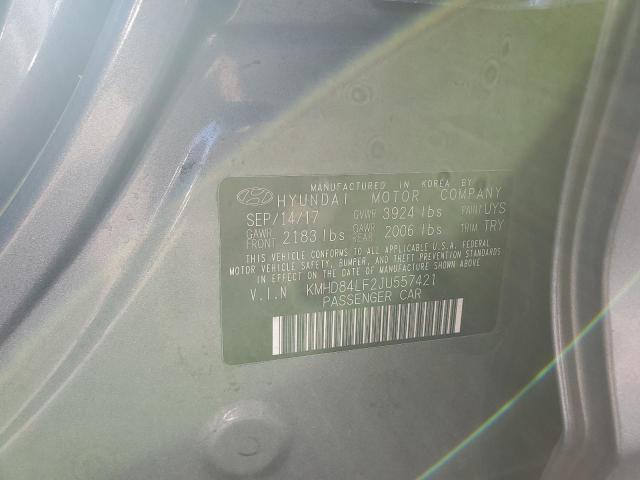 MANUFACTURED IN KOREA BY
HYUNDAI MOTOR COMPANY
SEP/14/17 GVWR 3924 lbs PAINT UYS
GAWR FRONT 2183 lbs GAWR REAR 2006 lbs TRIM TRY
THIS VEHICLE CONFORMS TO ALL APPLICABLE U.S.A. FEDERAL
MOTOR VEHICLE SAFETY, BUMPER, AND THEFT PREVENTION STANDARDS
IN EFFECT ON THE DATE OF MANUFACTURE SHOWN ABOVE.
V.I.N KMHD84LF2JU557421
PASSENGER CAR